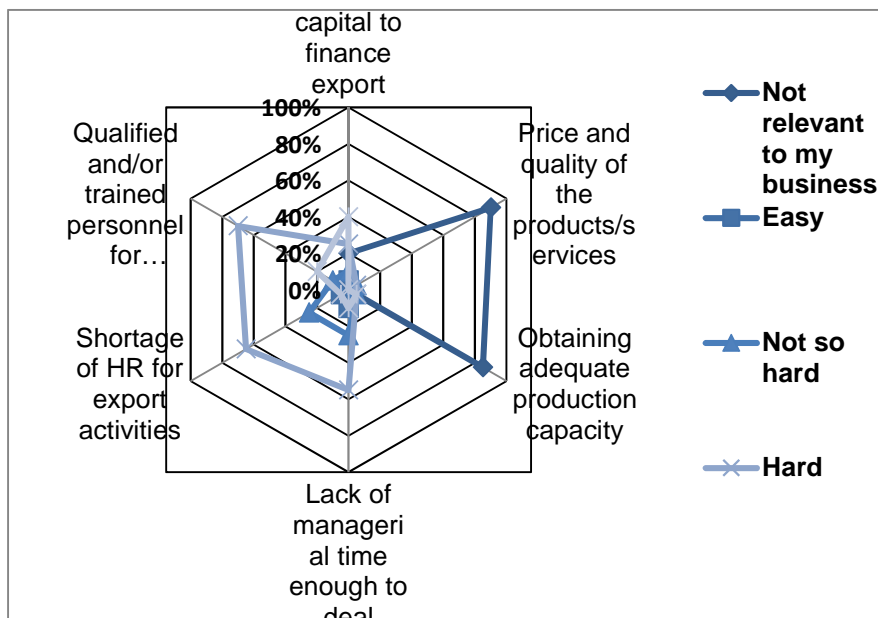 capital to
finance
export
100%
80%
60%
40%
20%
0%
Price and
quality of
the
products/s
ervices
Obtaining
adequate
production
capacity
Lack of
manageri
al time
enough to
deal
Shortage
of HR for
export
activities
Qualified
and/or
trained
personnel
for…
Not
relevant
to my
business
Easy
Not so
hard
Hard